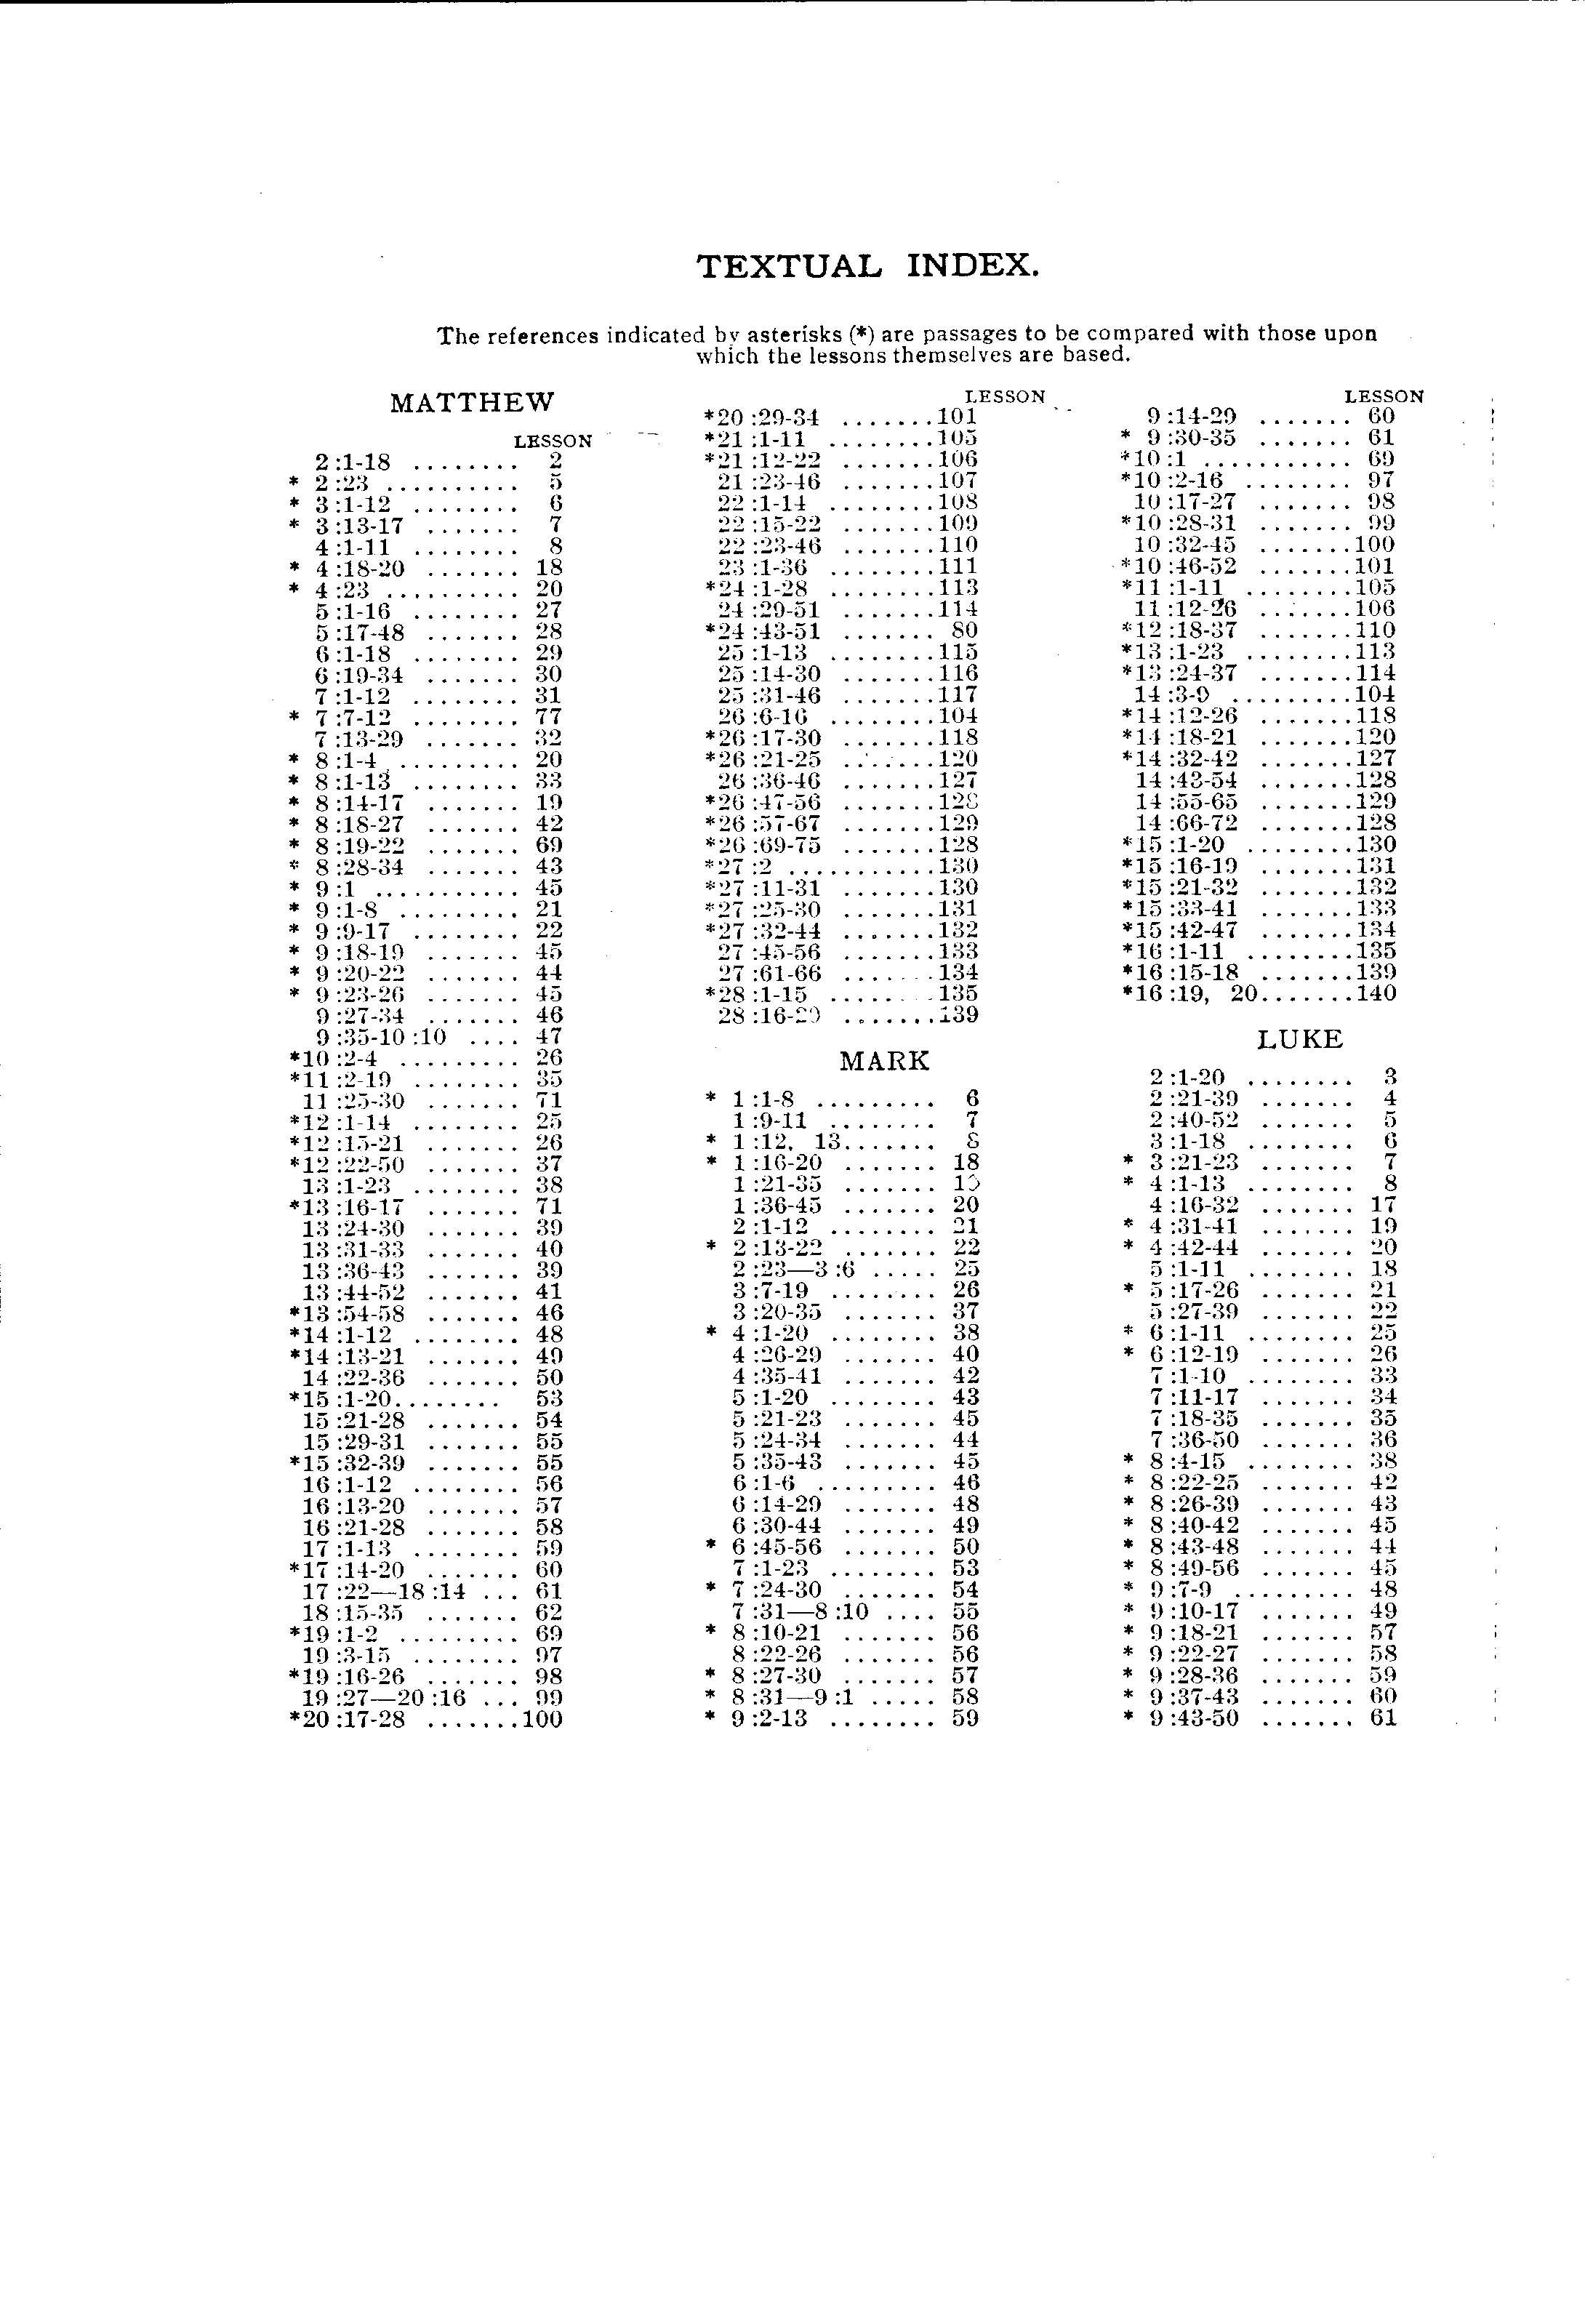 TEXTUAL INDEX.
The references indicated by asterisks (*) are passages to be compared with those upon
which the lessons themselves are based.
MATTHEW
LESSON
2:1-18 ........ 2
* 2:23 .......... 5
* 3:1-12 ........ 6
* 3:13-17 ....... 7
4:1-11 ........ 8
* 4:18-20 ....... 18
* 4:23 .......... 20
5:1-16 ........ 27
5:17-48 ....... 28
6:1-18 ........ 29
6:19-34 ....... 30
7:1-12 ........ 31
* 7:7-12 ........ 77
7:13-29 ....... 32
* 8:1-4 ......... 20
* 8:1-13 ........ 33
* 8:14-17 ....... 19
* 8:18-27 ....... 42
* 8:19-22 ....... 69
* 8:28-34 ....... 43
* 9:1 ........... 45
* 9:1-8 ......... 21
* 9:9-17 ........ 22
* 9:18-19 ....... 45
* 9:20-22 ....... 44
* 9:23-26 ....... 45
9:27-34 ....... 46
9:35-10:10 .... 47
*10:2-4 ......... 26
*11:2-19 ........ 35
11:25-30 ....... 71
*12:1-14 ........ 25
*12:15-21 ....... 26
*12:22-50 ....... 37
13:1-23 ........ 38
*13:16-17 ....... 71
13:24-30 ....... 39
13:31-33 ....... 40
13:36-43 ....... 39
13:44-52 ....... 41
*13:54-58 ....... 46
*14:1-12 ........ 48
*14:13-21 ....... 49
14:22-36 ....... 50
*15:1-20........ 53
15:21-28 ....... 54
15:29-31 ....... 55
*15:32-39 ....... 55
16:1-12 ........ 56
16:13-20 ....... 57
16:21-28 ....... 58
17:1-13 ........ 59
*17:14-20 ....... 60
17:22—18:14 ... 61
18:15-35 ....... 62
*19:1-2 ......... 69
19:3-15 ........ 97
*19:16-26 ....... 98
19:27—20:16 ... 99
*20:17-28 .......100
LESSON
*20:29-34 .......101
*21:1-11 ........105
*21:12-22 .......106
21:23-46 .......107
22:1-14 ........108
22:15-22 .......109
22:23-46 .......110
23:1-36 ........111
*24:1-28 ........113
24:29-51 .......114
*24:43-51 ....... 80
25:1-13 ........115
25:14-30 .......116
25:31-46 .......117
26:6-16 ........104
*26:17-30 .......118
*26:21-25 .......120
26:36-46 .......127
*26:47-56 .......128
*26:57-67 .......129
*26:69-75 .......128
*27:2 ...........130
*27:11-31 .......130
*27:25-30 .......131
*27:32-44 .......132
27:45-56 .......133
27:61-66 .......134
*28:1-15 ........135
28:16-20 .......139
MARK
* 1:1-8 ......... 6
1:9-11 ........ 7
* 1:12, 13....... 8
* 1:16-20 ....... 18
1:21-35 ....... 19
1:36-45 ....... 20
2:1-12 ........ 21
* 2:13-22 ....... 22
2:23—3:6 ..... 25
3:7-19 ........ 26
3:20-35 ....... 37
* 4:1-20 ........ 38
4:26-29 ....... 40
4:35-41 ....... 42
5:1-20 ........ 43
5:21-23 ....... 45
5:24-34 ....... 44
5:35-43 ....... 45
6:1-6 ......... 46
6:14-29 ....... 48
6:30-44 ....... 49
* 6:45-56 ....... 50
7:1-23 ........ 53
* 7:24-30 ....... 54
7:31—8:10 .... 55
* 8:10-21 ....... 56
8:22-26 ....... 56
* 8:27-30 ....... 57
* 8:31—9:1 ..... 58
* 9:2-13 ........ 59
LESSON
9:14-29 ....... 60
* 9:30-35 ....... 61
*10:1 ........... 69
*10:2-16 ........ 97
10:17-27 ....... 98
*10:28-31 ....... 99
10:32-45 .......100
*10:46-52 .......101
*11:1-11 ........105
11:12-26 .......106
*12:18-37 .......110
*13:1-23 ........113
*13:24-37 .......114
14:3-9 .........104
*14:12-26 .......118
*14:18-21 .......120
*14:32-42 .......127
14:43-54 .......128
14:55-65 .......129
14:66-72 .......128
*15:1-20 ........130
*15:16-19 .......131
*15:21-32 .......132
*15:33-41 .......133
*15:42-47 .......134
*16:1-11 ........135
*16:15-18 .......139
*16:19, 20.......140
LUKE
2:1-20 ........ 3
2:21-39 ....... 4
2:40-52 ....... 5
3:1-18 ........ 6
* 3:21-23 ....... 7
* 4:1-13 ........ 8
4:16-32 ....... 17
* 4:31-41 ....... 19
* 4:42-44 ....... 20
5:1-11 ........ 18
* 5:17-26 ....... 21
5:27-39 ....... 22
* 6:1-11 ........ 25
* 6:12-19 ....... 26
7:1-10 ........ 33
7:11-17 ....... 34
7:18-35 ....... 35
7:36-50 ....... 36
* 8:4-15 ........ 38
* 8:22-25 ....... 42
* 8:26-39 ....... 43
* 8:40-42 ....... 45
* 8:43-48 ....... 44
* 8:49-56 ....... 45
* 9:7-9 ......... 48
* 9:10-17 ....... 49
* 9:18-21 ....... 57
* 9:22-27 ....... 58
* 9:28-36 ....... 59
* 9:37-43 ....... 60
* 9:43-50 ....... 61